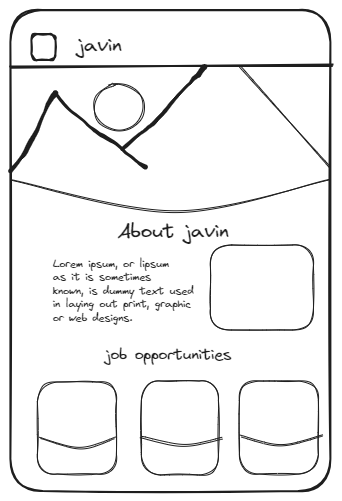 javin
About javin
Lorem ipsum, or lipsum
as it is sometimes
known, is dummy text used
in laying out print, graphic
or web designs.
job opportunities